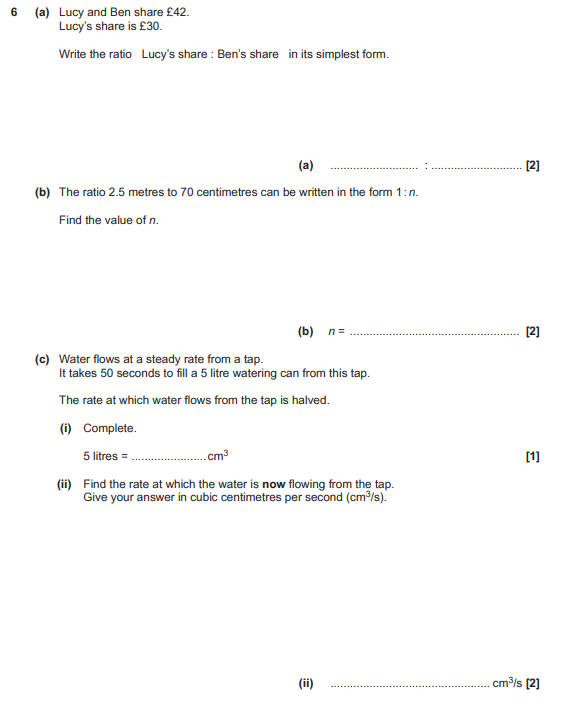 6 (a) Lucy and Ben share £42.
Lucy's share is £30.
Write the ratio Lucy's share : Ben's share in its simplest form.
(a) ........................... : ........................... [2]
(b) The ratio 2.5 metres to 70 centimetres can be written in the form 1 : n.
Find the value of n.
(b) n = ..................................................... [2]
(c) Water flows at a steady rate from a tap.
It takes 50 seconds to fill a 5 litre watering can from this tap.
The rate at which water flows from the tap is halved.
(i) Complete.
5 litres = ....................... cm³ [1]
(ii) Find the rate at which the water is now flowing from the tap.
Give your answer in cubic centimetres per second (cm³/s).
(ii) .................................................. cm³/s [2]